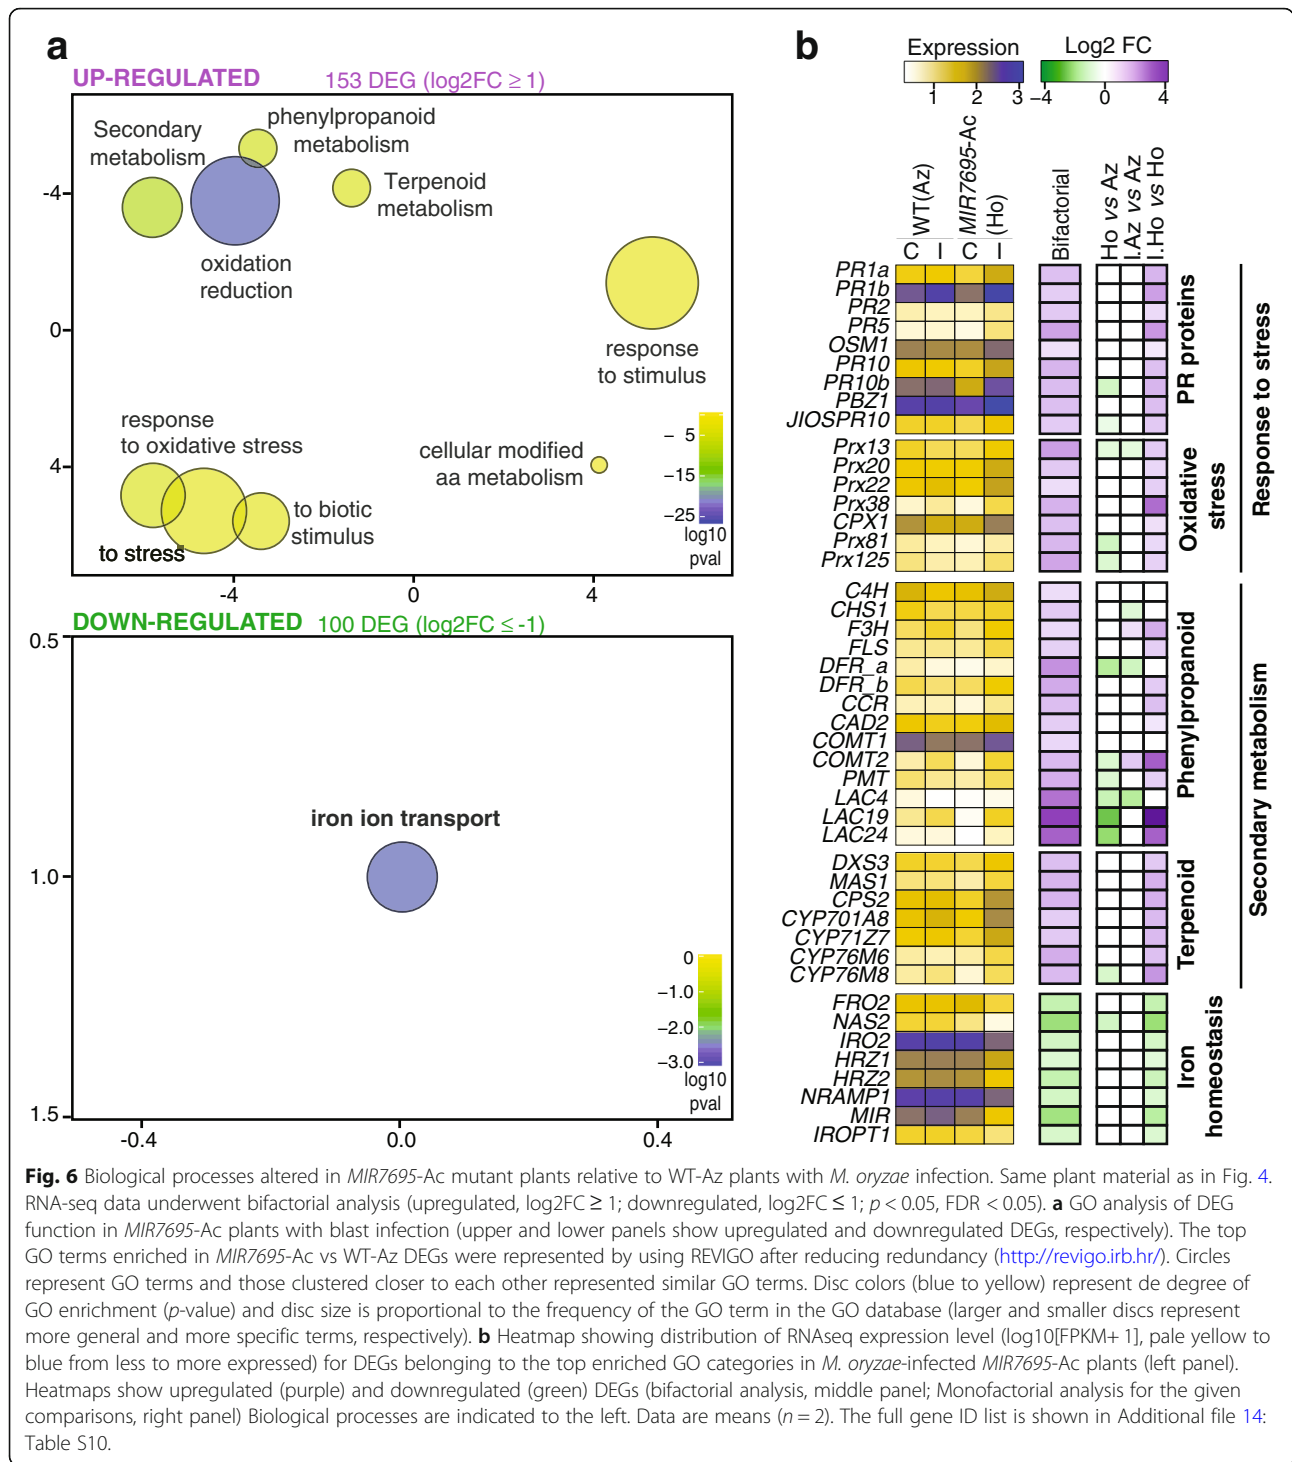 a
UP-REGULATED 153 DEG (log2FC ≥ 1)
phenylpropanoid
metabolism
Secondary
metabolism
Terpenoid
metabolism
oxidation
reduction
response
to stimulus
response
to oxidative stress
cellular modified
aa metabolism
to biotic
stimulus
to stress
-4
0
4
-4
0
4
− 5
−15
−25
log10
pval
DOWN-REGULATED 100 DEG (log2FC ≤ -1)
0.5
1.0
1.5
iron ion transport
-0.4
0.0
0.4
0
−1.0
−2.0
−3.0
log10
pval
b
Expression
1 2 3
Log2 FC
−4 0 4
WT(Az)
MIR7695-Ac
(Ho)
C I C I
Bifactorial
Ho vs Az
I.Az vs Az
I.Ho vs Ho
PR1a
PR1b
PR2
PR5
OSM1
PR10
PR10b
PBZ1
JIOSPR10
PR proteins
Prx13
Prx20
Prx22
Prx38
CPX1
Prx81
Prx125
Oxidative
stress
Response to stress
C4H
CHS1
F3H
FLS
DFR_a
DFR_b
CCR
CAD2
COMT1
COMT2
PMT
LAC4
LAC19
LAC24
Phenylpropanoid
DXS3
MAS1
CPS2
CYP701A8
CYP71Z7
CYP76M6
CYP76M8
Terpenoid
Secondary metabolism
FRO2
NAS2
IRO2
HRZ1
HRZ2
NRAMP1
MIR
IROPT1
Iron
homeostasis
Fig. 6 Biological processes altered in MIR7695-Ac mutant plants relative to WT-Az plants with M. oryzae infection. Same plant material as in Fig. 4.
RNA-seq data underwent bifactorial analysis (upregulated, log2FC ≥ 1; downregulated, log2FC ≤ 1; p < 0.05, FDR < 0.05). a GO analysis of DEG
function in MIR7695-Ac plants with blast infection (upper and lower panels show upregulated and downregulated DEGs, respectively). The top
GO terms enriched in MIR7695-Ac vs WT-Az DEGs were represented by using REVIGO after reducing redundancy (http://revigo.irb.hr/). Circles
represent GO terms and those clustered closer to each other represented similar GO terms. Disc colors (blue to yellow) represent de degree of
GO enrichment (p-value) and disc size is proportional to the frequency of the GO term in the GO database (larger and smaller discs represent
more general and more specific terms, respectively). b Heatmap showing distribution of RNAseq expression level (log10[FPKM+ 1], pale yellow to
blue from less to more expressed) for DEGs belonging to the top enriched GO categories in M. oryzae-infected MIR7695-Ac plants (left panel).
Heatmaps show upregulated (purple) and downregulated (green) DEGs (bifactorial analysis, middle panel; Monofactorial analysis for the given
comparisons, right panel) Biological processes are indicated to the left. Data are means (n = 2). The full gene ID list is shown in Additional file 14:
Table S10.